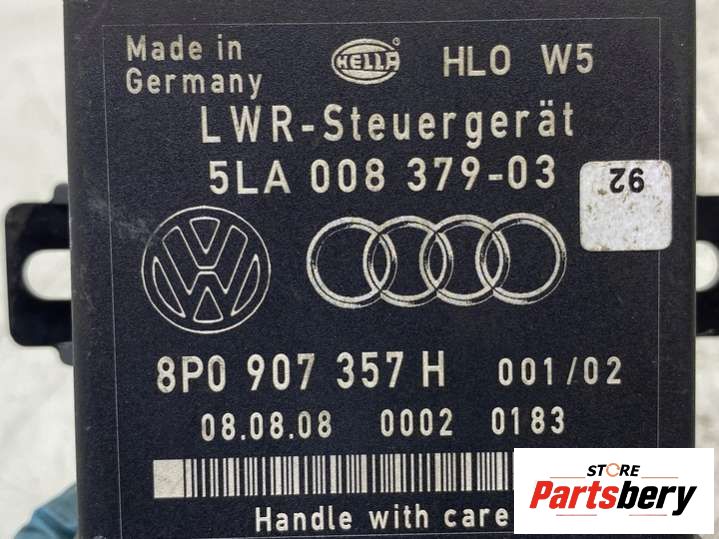 Made in
Germany
HELLA
HLO W5
LWR-Steuergerät
5LA 008 379-03
92
8P0 907 357 H 001/02
08.08.08 0002 0183
Handle with care
STORE
Partsbery